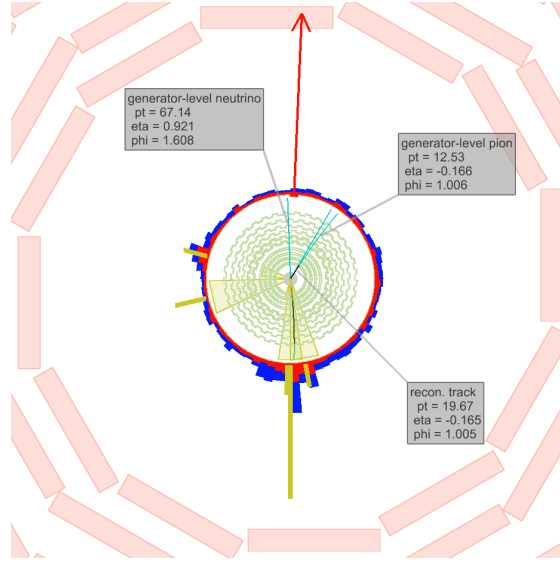 generator-level neutrino
pt = 67.14
eta = 0.921
phi = 1.608
generator-level pion
pt = 12.53
eta = -0.166
phi = 1.006
recon. track
pt = 19.67
eta = -0.165
phi = 1.005